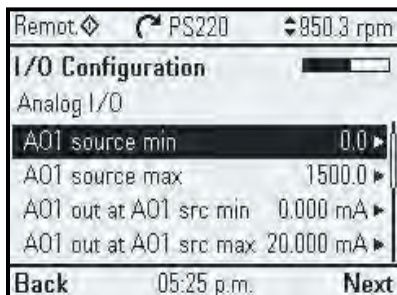 Remot. PS220 950.3 rpm
I/O Configuration
Analog I/O
AO1 source min 0.0
AO1 source max 1500.0
AO1 out at AO1 src min 0.000 mA
AO1 out at AO1 src max 20.000 mA
Back 05:25 p.m. Next